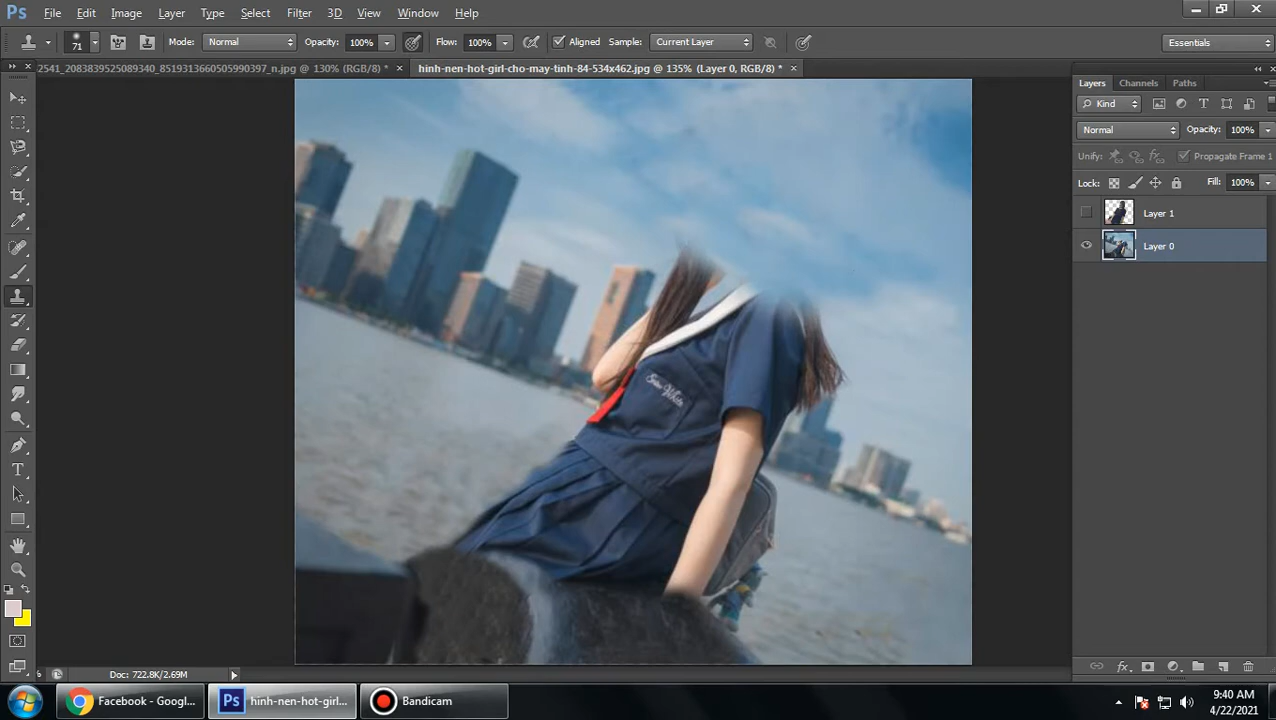 Ps File Edit Image Layer Type Select Filter 3D View Window Help
71 Mode: Normal Opacity: 100% Flow: 100% Aligned Sample: Current Layer Essentials
2541_2083839525089340_8519313660505990397_n.jpg @ 130% (RGB/8) * × hinh-nen-hot-girl-cho-may-tinh-84-534x462.jpg @ 135% (Layer 0, RGB/8) * ×
Layers Channels Paths
Kind
Normal Opacity: 100%
Unify: Propagate Frame 1
Lock: Fill: 100%
Layer 1
Layer 0
Doc: 722.8K/2.69M
Facebook - Googl...
Ps hinh-nen-hot-girl...
Bandicam
9:40 AM
4/22/2021